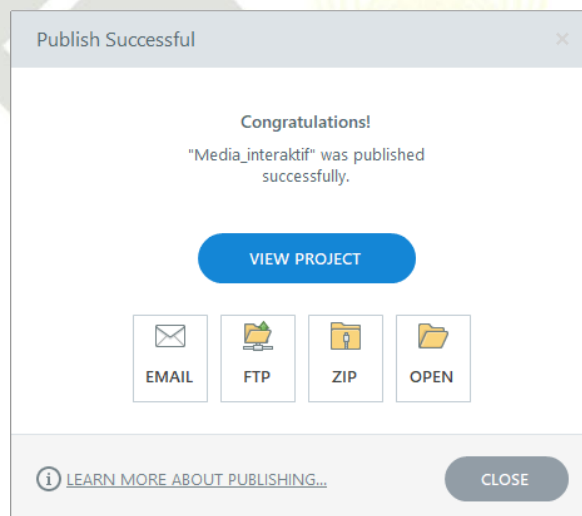 Publish Successful
Congratulations!
"Media_interaktif" was published
successfully.
VIEW PROJECT
EMAIL FTP ZIP OPEN
LEARN MORE ABOUT PUBLISHING... CLOSE